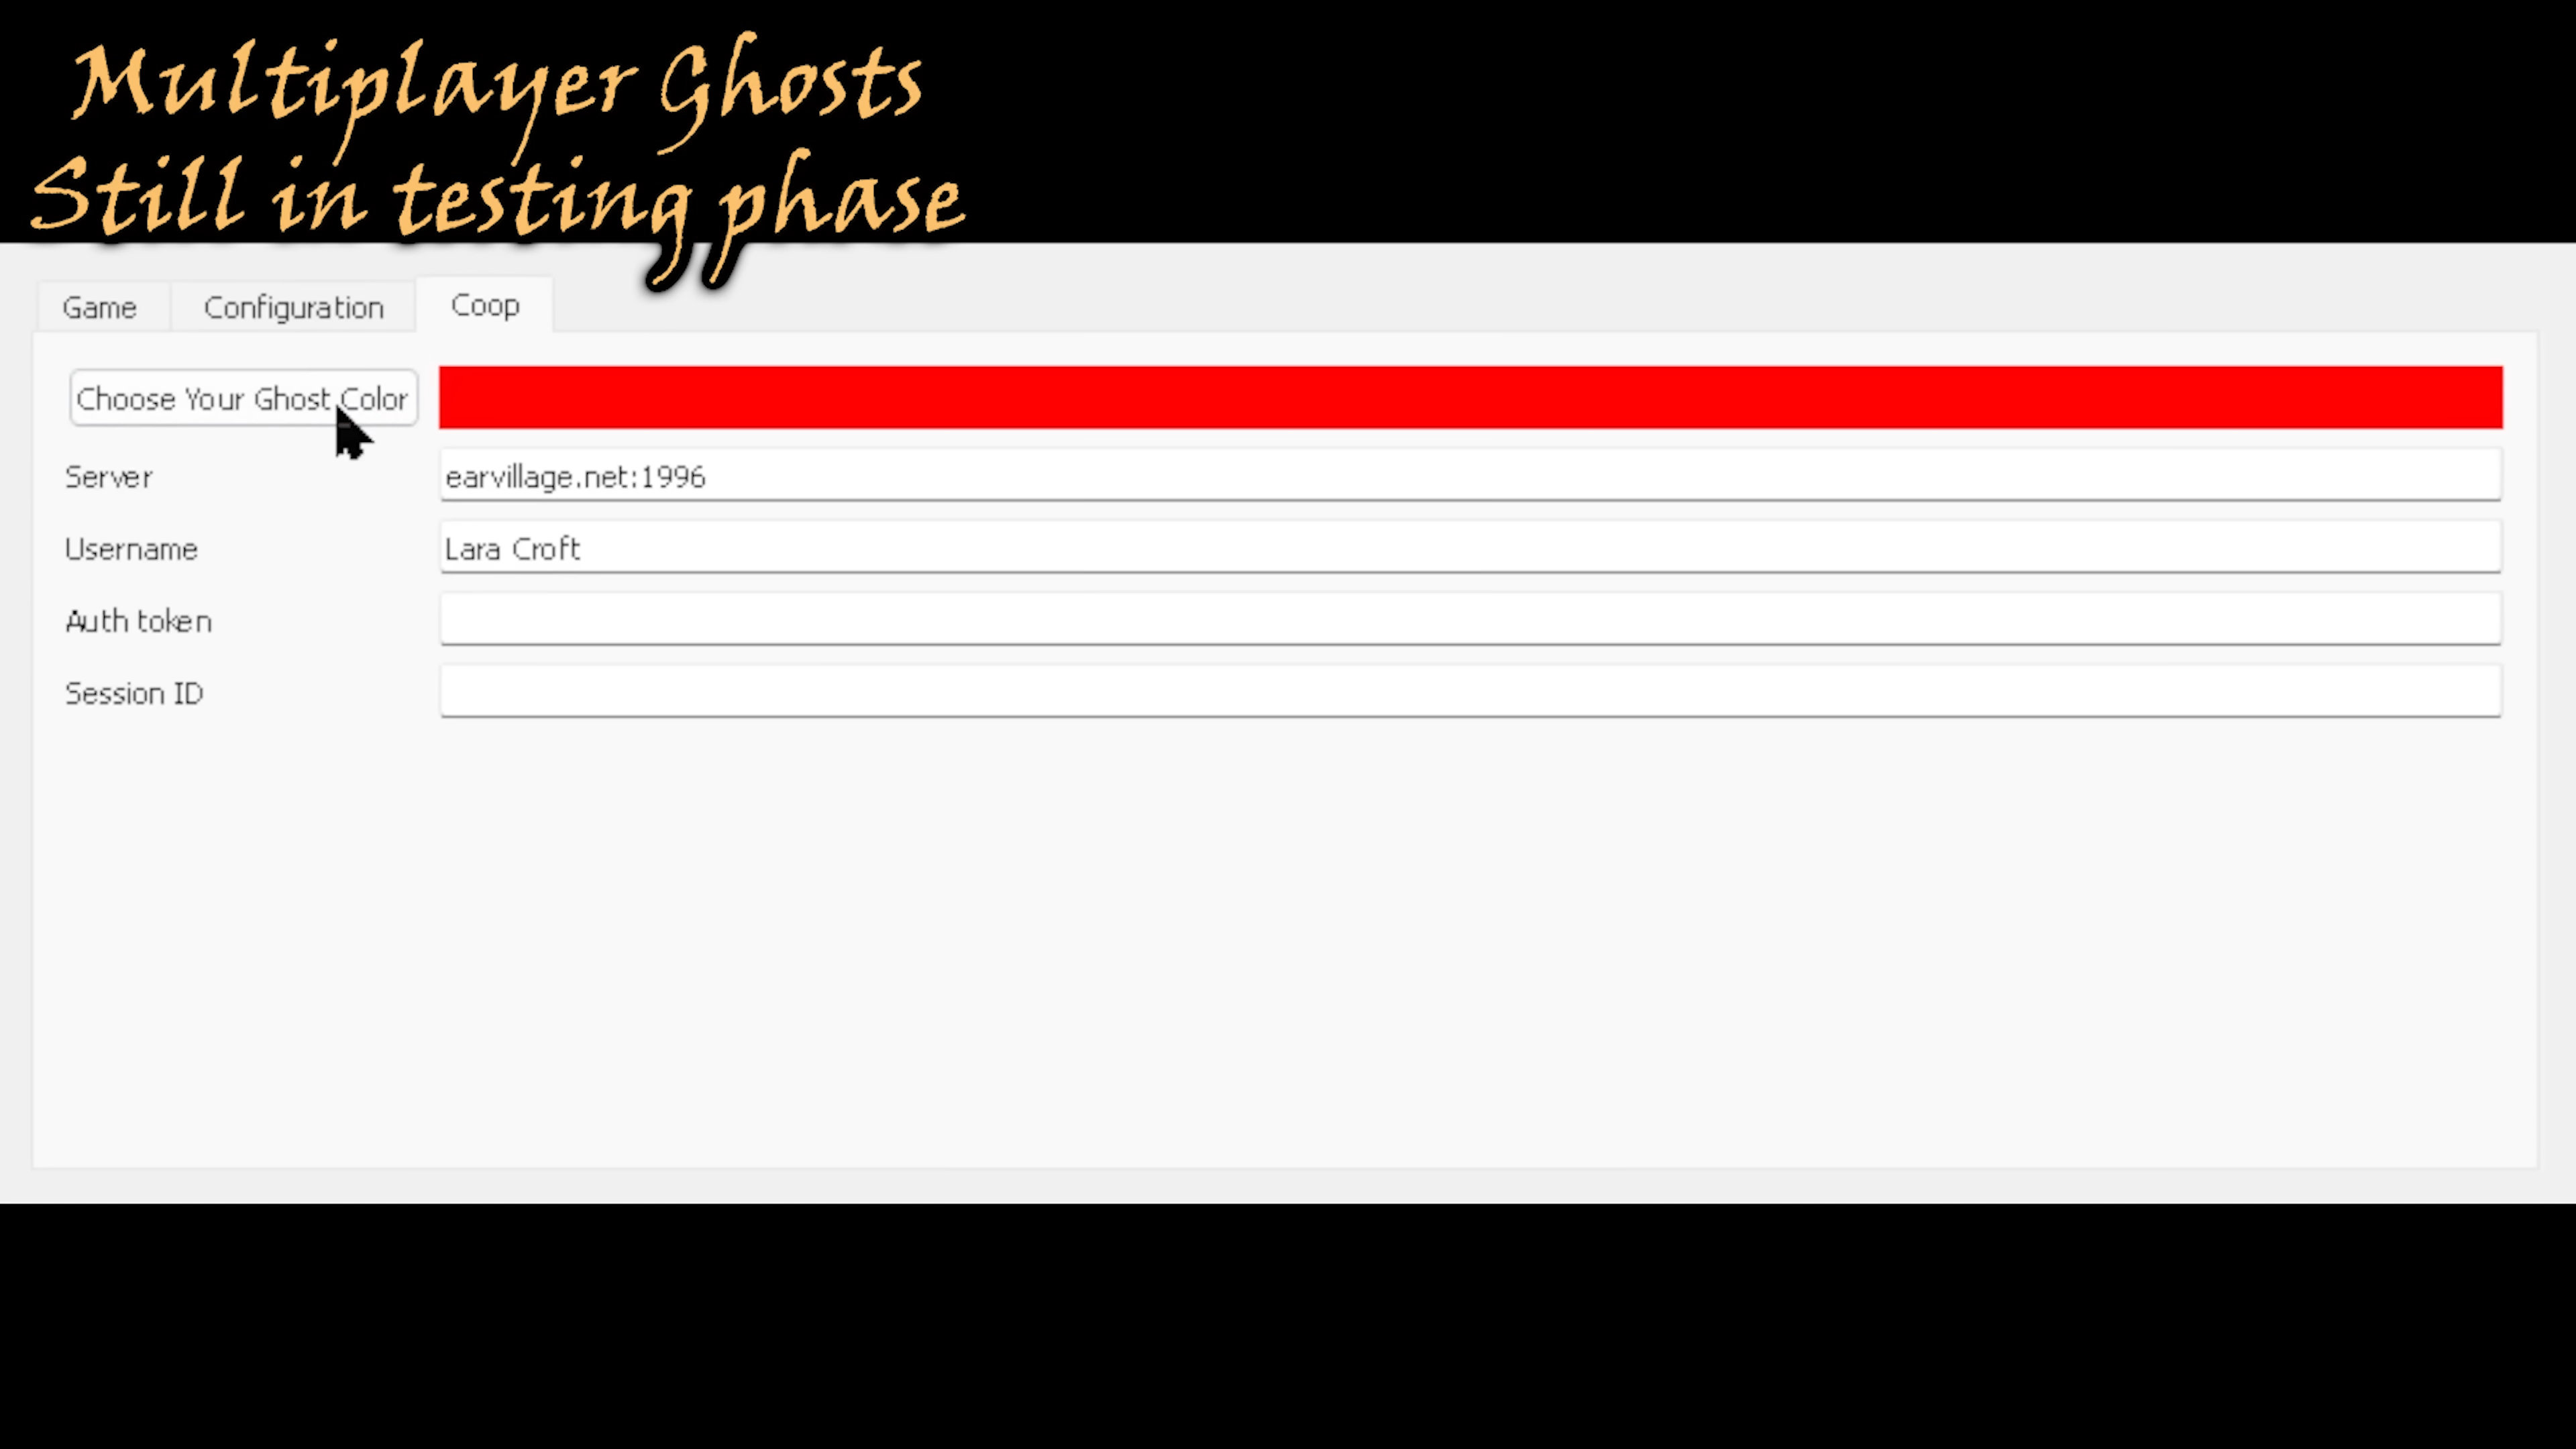 Multiplayer Ghosts
Still in testing phase
Game Configuration Coop
Choose Your Ghost Color
Server earvillage.net:1996
Username Lara Croft
Auth token
Session ID